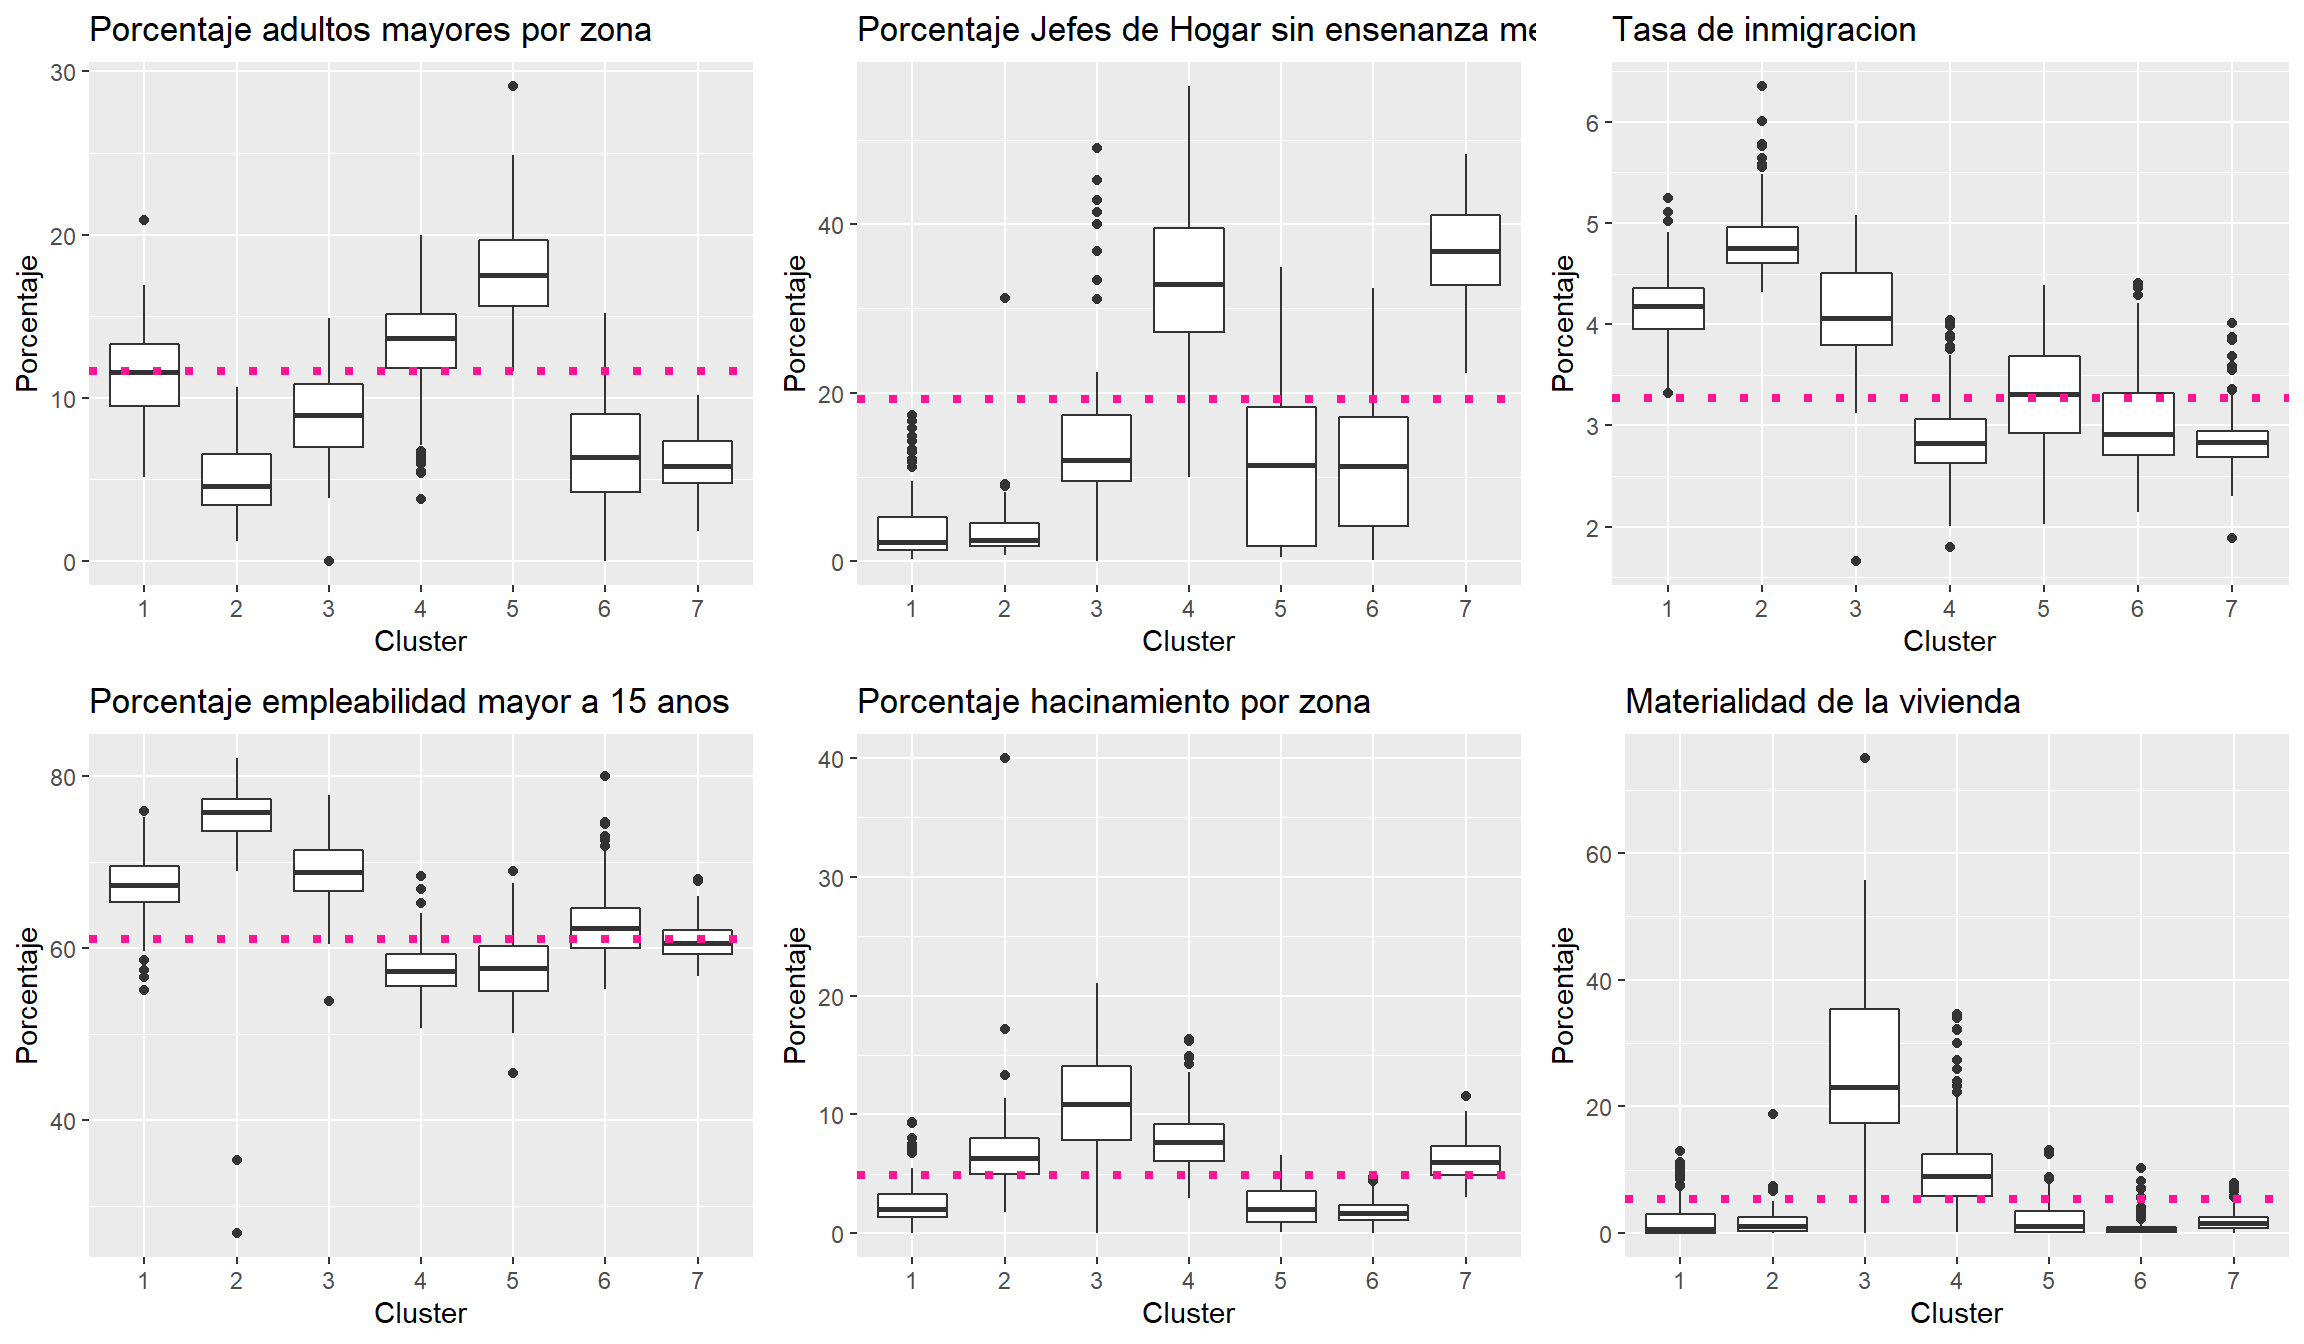 Porcentaje adultos mayores por zona
Porcentaje
30
20
10
0
1 2 3 4 5 6 7
Cluster
Porcentaje Jefes de Hogar sin ensenanza me
Porcentaje
40
20
0
1 2 3 4 5 6 7
Cluster
Tasa de inmigracion
Porcentaje
6
5
4
3
2
1 2 3 4 5 6 7
Cluster
Porcentaje empleabilidad mayor a 15 anos
Porcentaje
80
60
40
1 2 3 4 5 6 7
Cluster
Porcentaje hacinamiento por zona
Porcentaje
40
30
20
10
0
1 2 3 4 5 6 7
Cluster
Materialidad de la vivienda
Porcentaje
60
40
20
0
1 2 3 4 5 6 7
Cluster